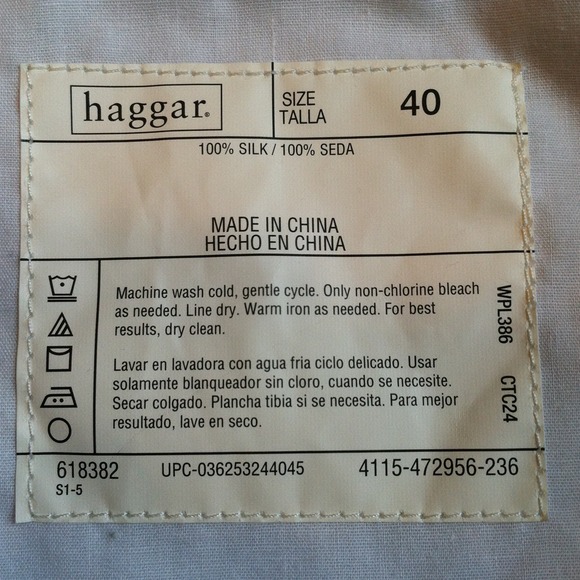 haggar®
SIZE
TALLA
40
100% SILK / 100% SEDA
MADE IN CHINA
HECHO EN CHINA
Machine wash cold, gentle cycle. Only non-chlorine bleach
as needed. Line dry. Warm iron as needed. For best
results, dry clean.
Lavar en lavadora con agua fria ciclo delicado. Usar
solamente blanqueador sin cloro, cuando se necesite.
Secar colgado. Plancha tibia si se necesita. Para mejor
resultado, lave en seco.
WPL386 CTC24
618382
S1-5
UPC-036253244045
4115-472956-236